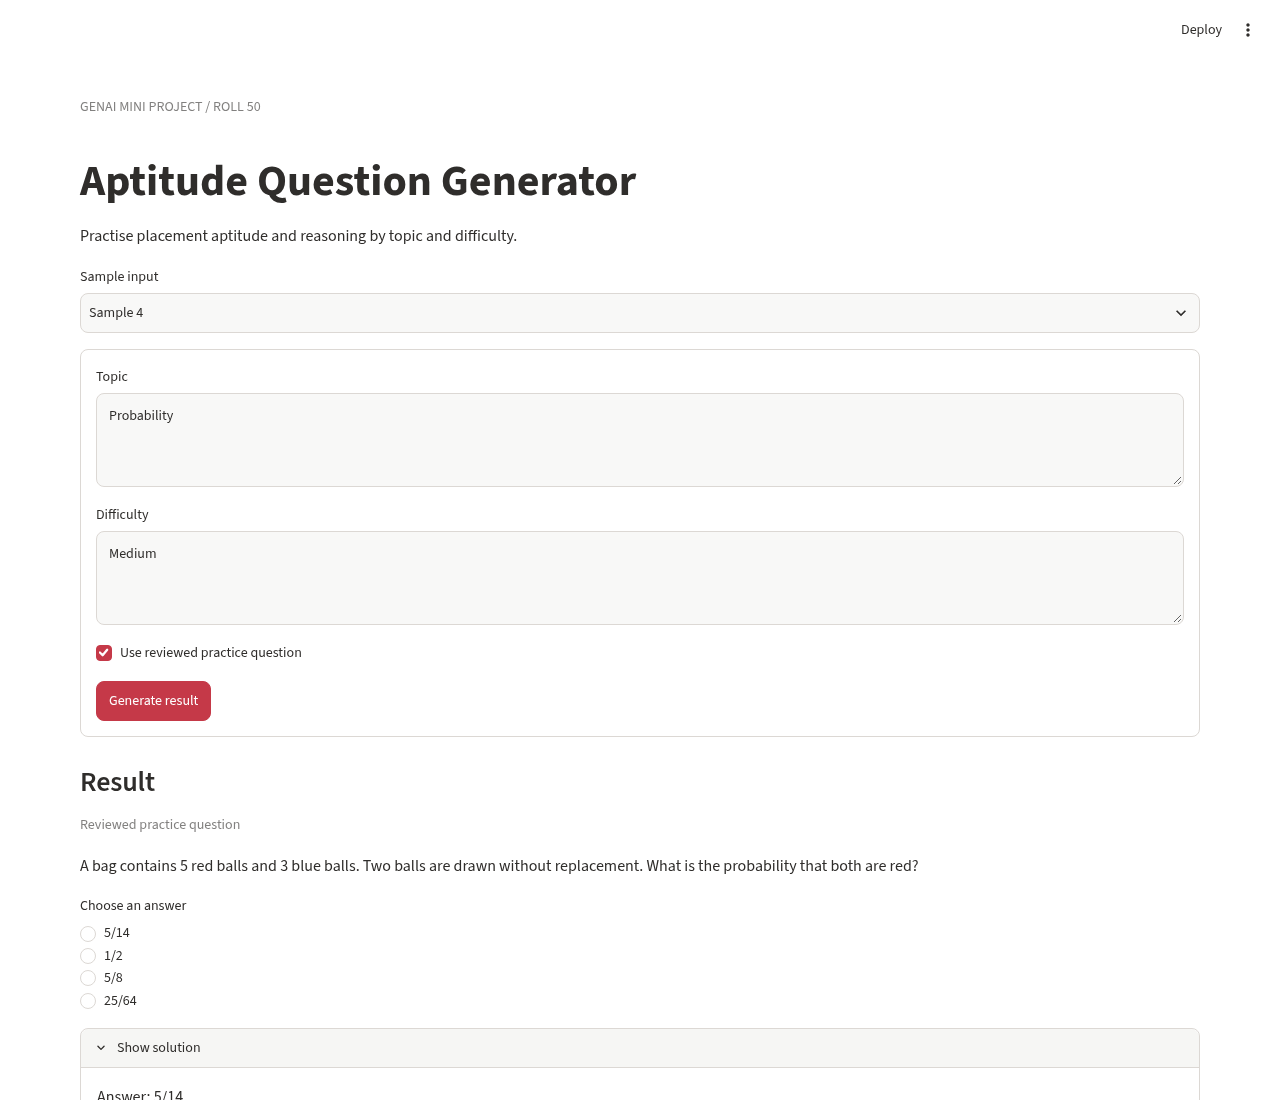 Deploy
GENAI MINI PROJECT / ROLL 50
Aptitude Question Generator
Practise placement aptitude and reasoning by topic and difficulty.
Sample input
Sample 4
Topic
Probability
Difficulty
Medium
Use reviewed practice question
Generate result
Result
Reviewed practice question
A bag contains 5 red balls and 3 blue balls. Two balls are drawn without replacement. What is the probability that both are red?
Choose an answer
5/14
1/2
5/8
25/64
Show solution
Answer: 5/14